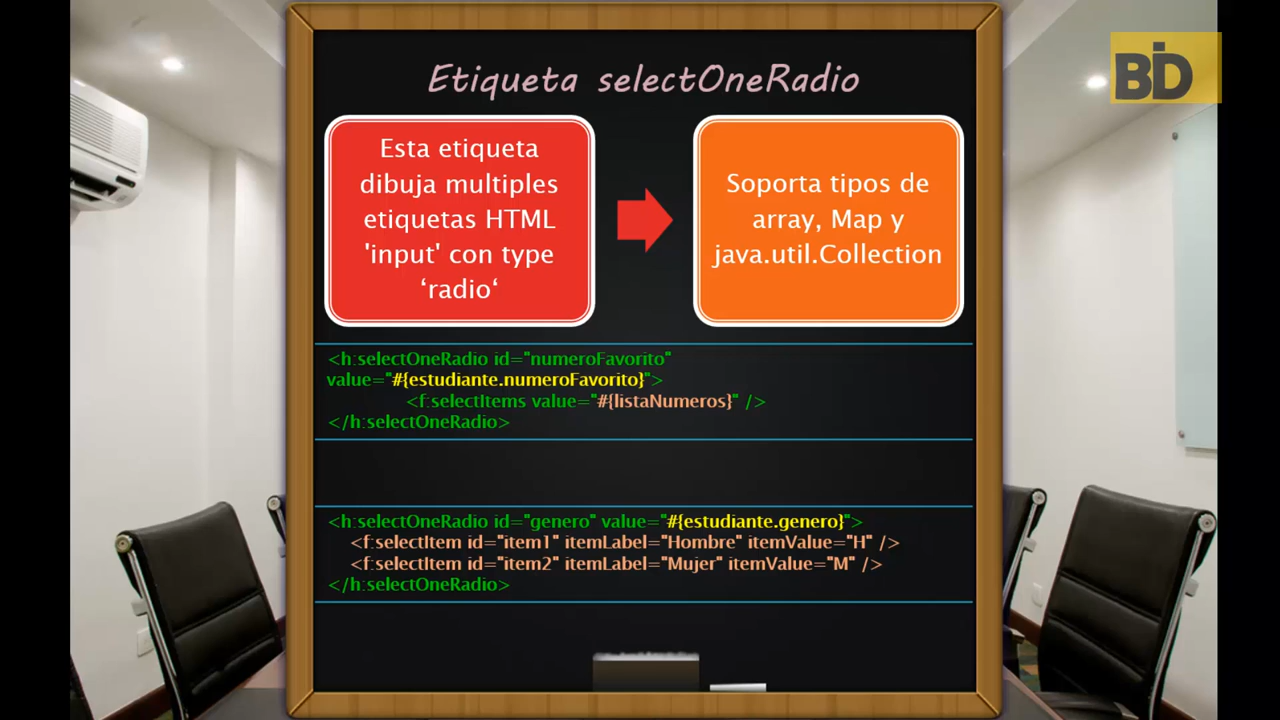 BID
Etiqueta selectOneRadio
Esta etiqueta
dibuja multiples
etiquetas HTML
'input' con type
‘radio‘
Soporta tipos de
array, Map y
java.util.Collection
<h:selectOneRadio id="numeroFavorito"
value="#{estudiante.numeroFavorito}">
<f:selectItems value="#{listaNumeros}" />
</h:selectOneRadio>
<h:selectOneRadio id="genero" value="#{estudiante.genero}">
<f:selectItem id="item1" itemLabel="Hombre" itemValue="H" />
<f:selectItem id="item2" itemLabel="Mujer" itemValue="M" />
</h:selectOneRadio>